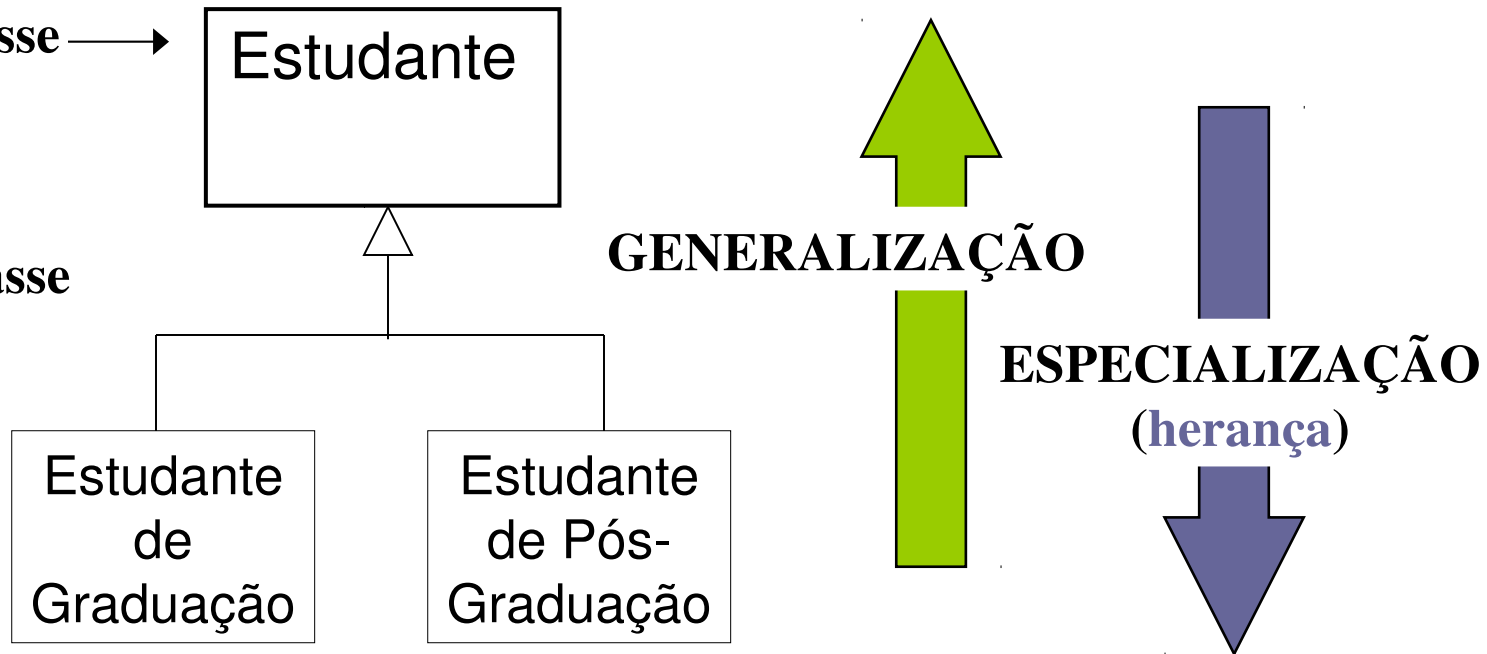 sse
Estudante
GENERALIZAÇÃO
asse
ESPECIALIZAÇÃO
(herança)
Estudante
de
Graduação
Estudante
de Pós-
Graduação